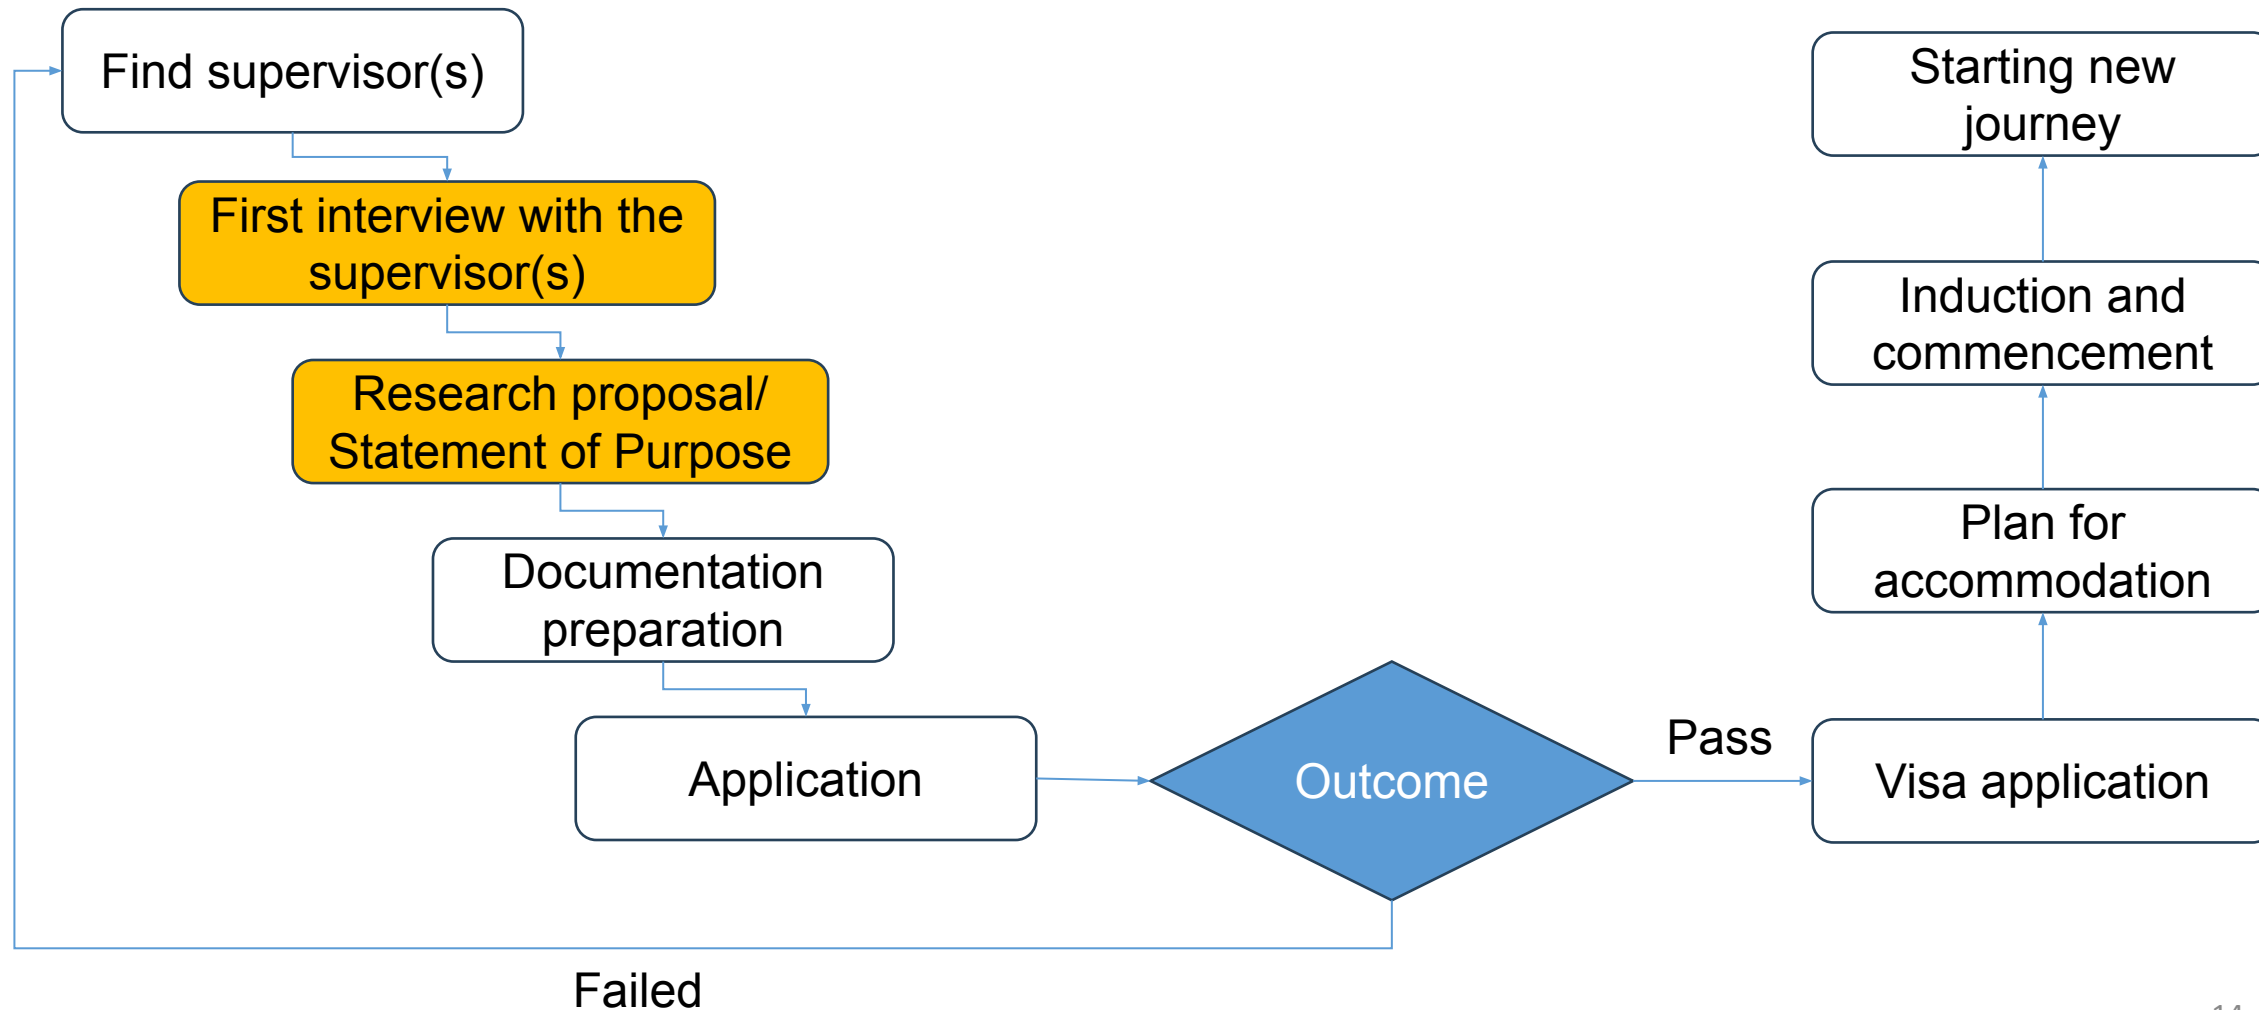 Find supervisor(s)
First interview with the
supervisor(s)
Research proposal/
Statement of Purpose
Documentation
preparation
Application
Outcome
Failed
Pass
Visa application
Plan for
accommodation
Induction and
commencement
Starting new
journey